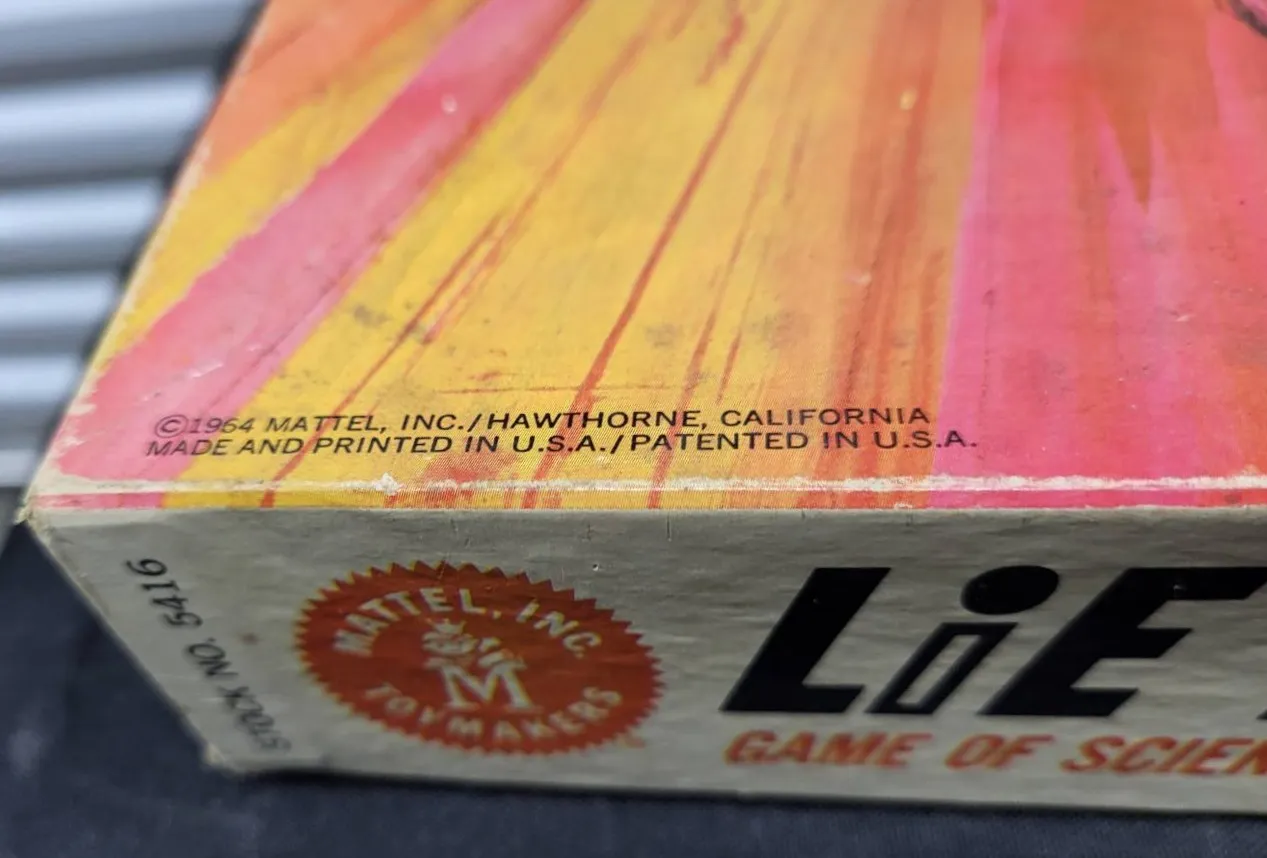 ©1964 MATTEL, INC./HAWTHORNE, CALIFORNIA
MADE AND PRINTED IN U.S.A./PATENTED IN U.S.A.
STOCK NO. 5416
MATTEL, INC.
M
TOYMAKERS
LiE
GAME OF SCIEN